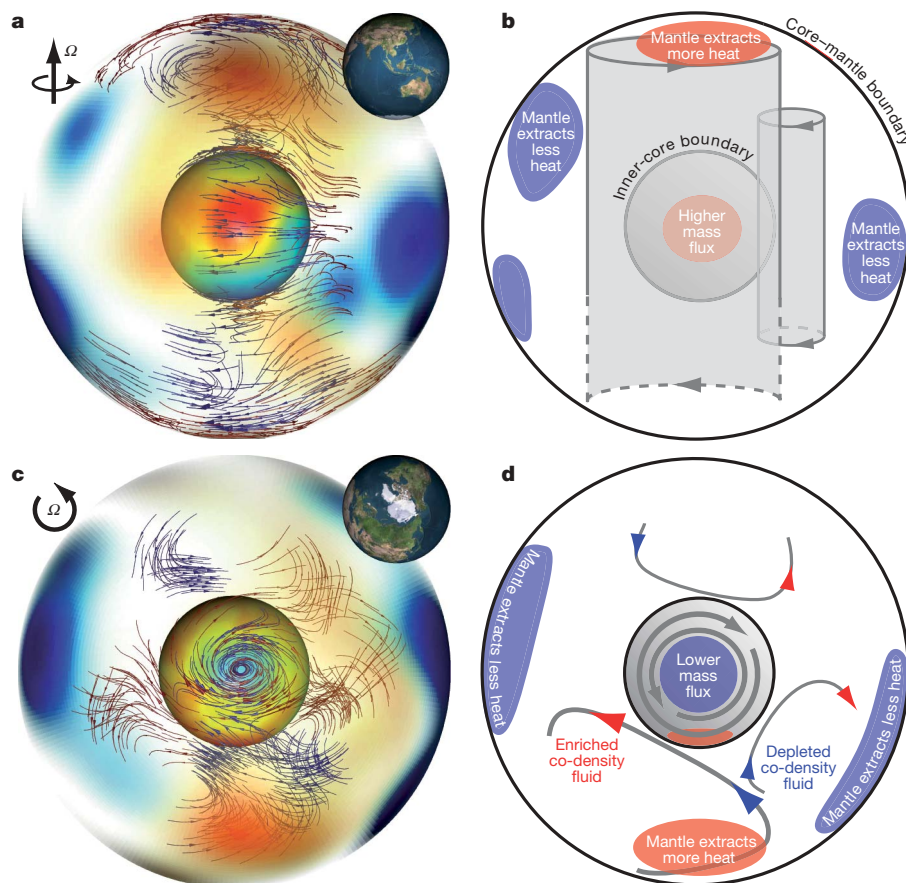 a
Ω
b
Mantle extracts
more heat
Core–mantle boundary
Mantle
extracts
less
heat
Inner-core boundary
Higher
mass
flux
Mantle
extracts
less
heat
c
Ω
d
Mantle extracts less heat
Lower
mass
flux
Mantle extracts less heat
Enriched
co-density
fluid
Depleted
co-density
fluid
Mantle extracts
more heat